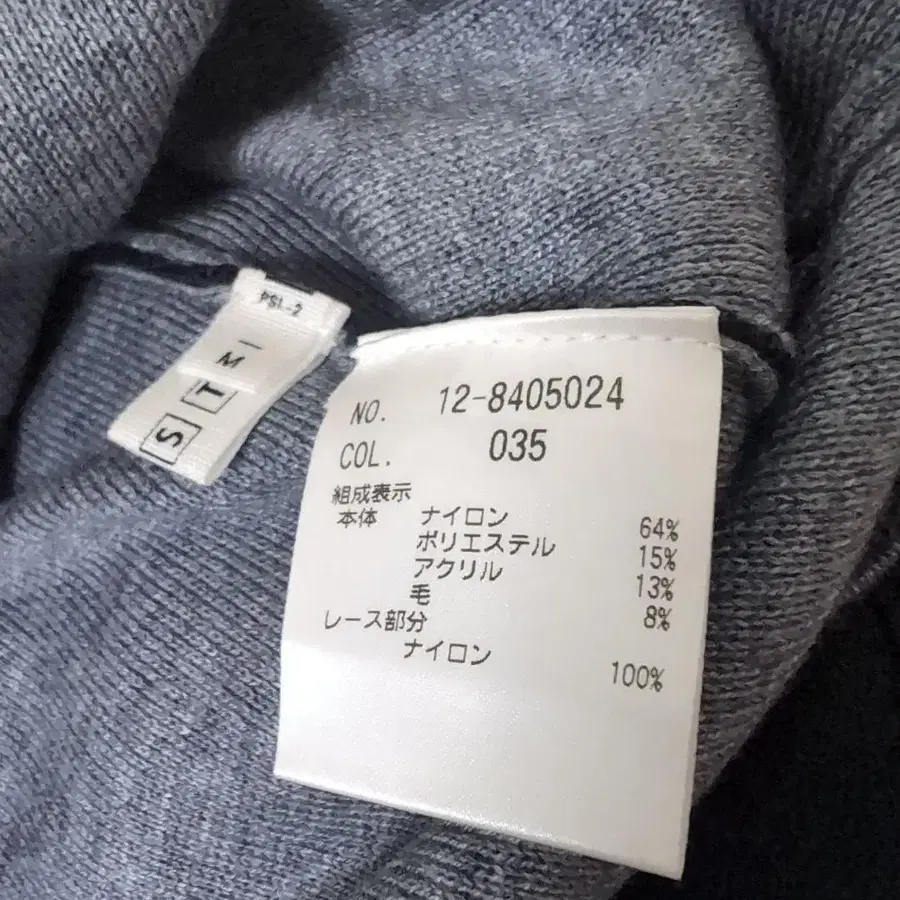 PSL-2
M
T
S
NO. 12-8405024
COL. 035
組成表示
本体 ナイロン 64%
ポリエステル 15%
アクリル 13%
毛 8%
レース部分
ナイロン 100%